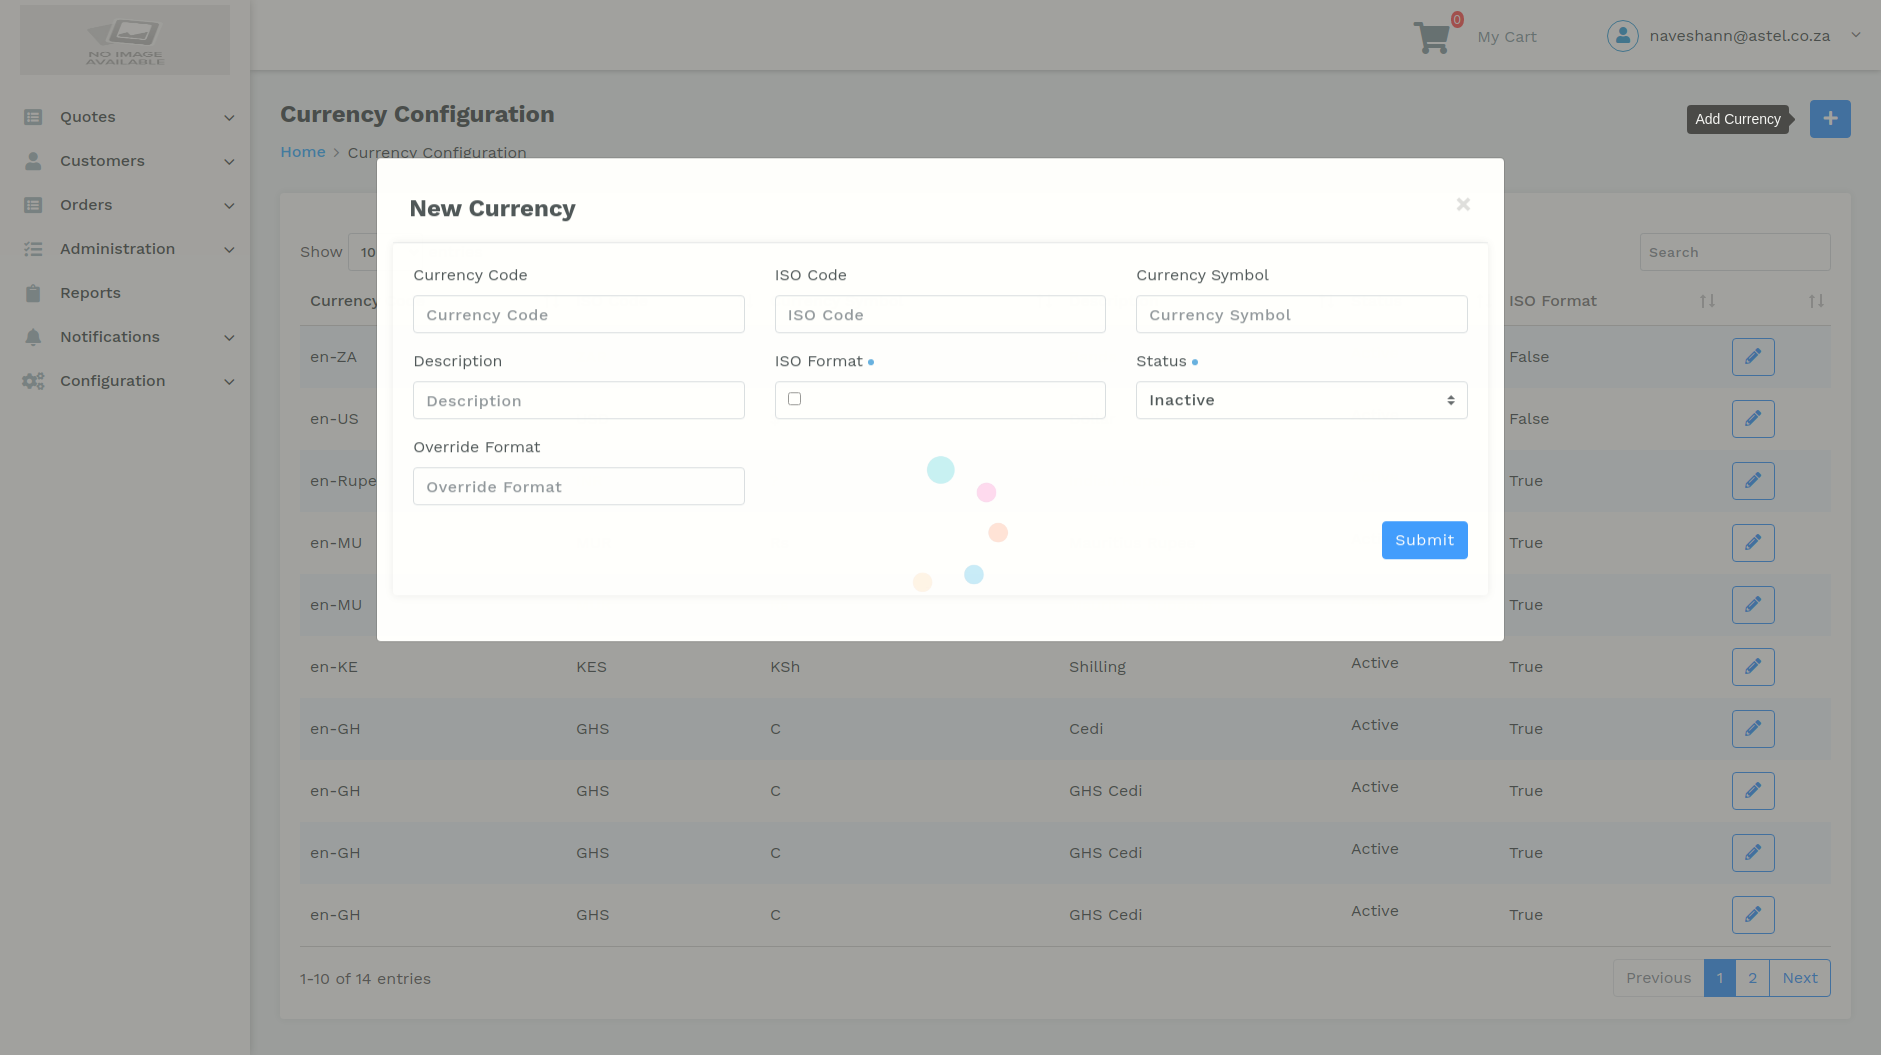 NO IMAGE
AVAILABLE
0
My Cart
naveshann@astel.co.za
Quotes
Customers
Orders
Administration
Reports
Notifications
Configuration
Currency Configuration
Add Currency
Home > Currency Configuration
New Currency
×
Show 10
Search
Currency Code ISO Code Currency Symbol
Currency Code ISO Code Currency Symbol
Description ISO Format Status
Description Inactive
Override Format
Override Format
Submit
Currency ISO Format
en-ZA False
en-US False
en-Rupe True
en-MU True
en-MU True
en-KE KES KSh Shilling Active True
en-GH GHS C Cedi Active True
en-GH GHS C GHS Cedi Active True
en-GH GHS C GHS Cedi Active True
en-GH GHS C GHS Cedi Active True
1-10 of 14 entries
Previous 1 2 Next